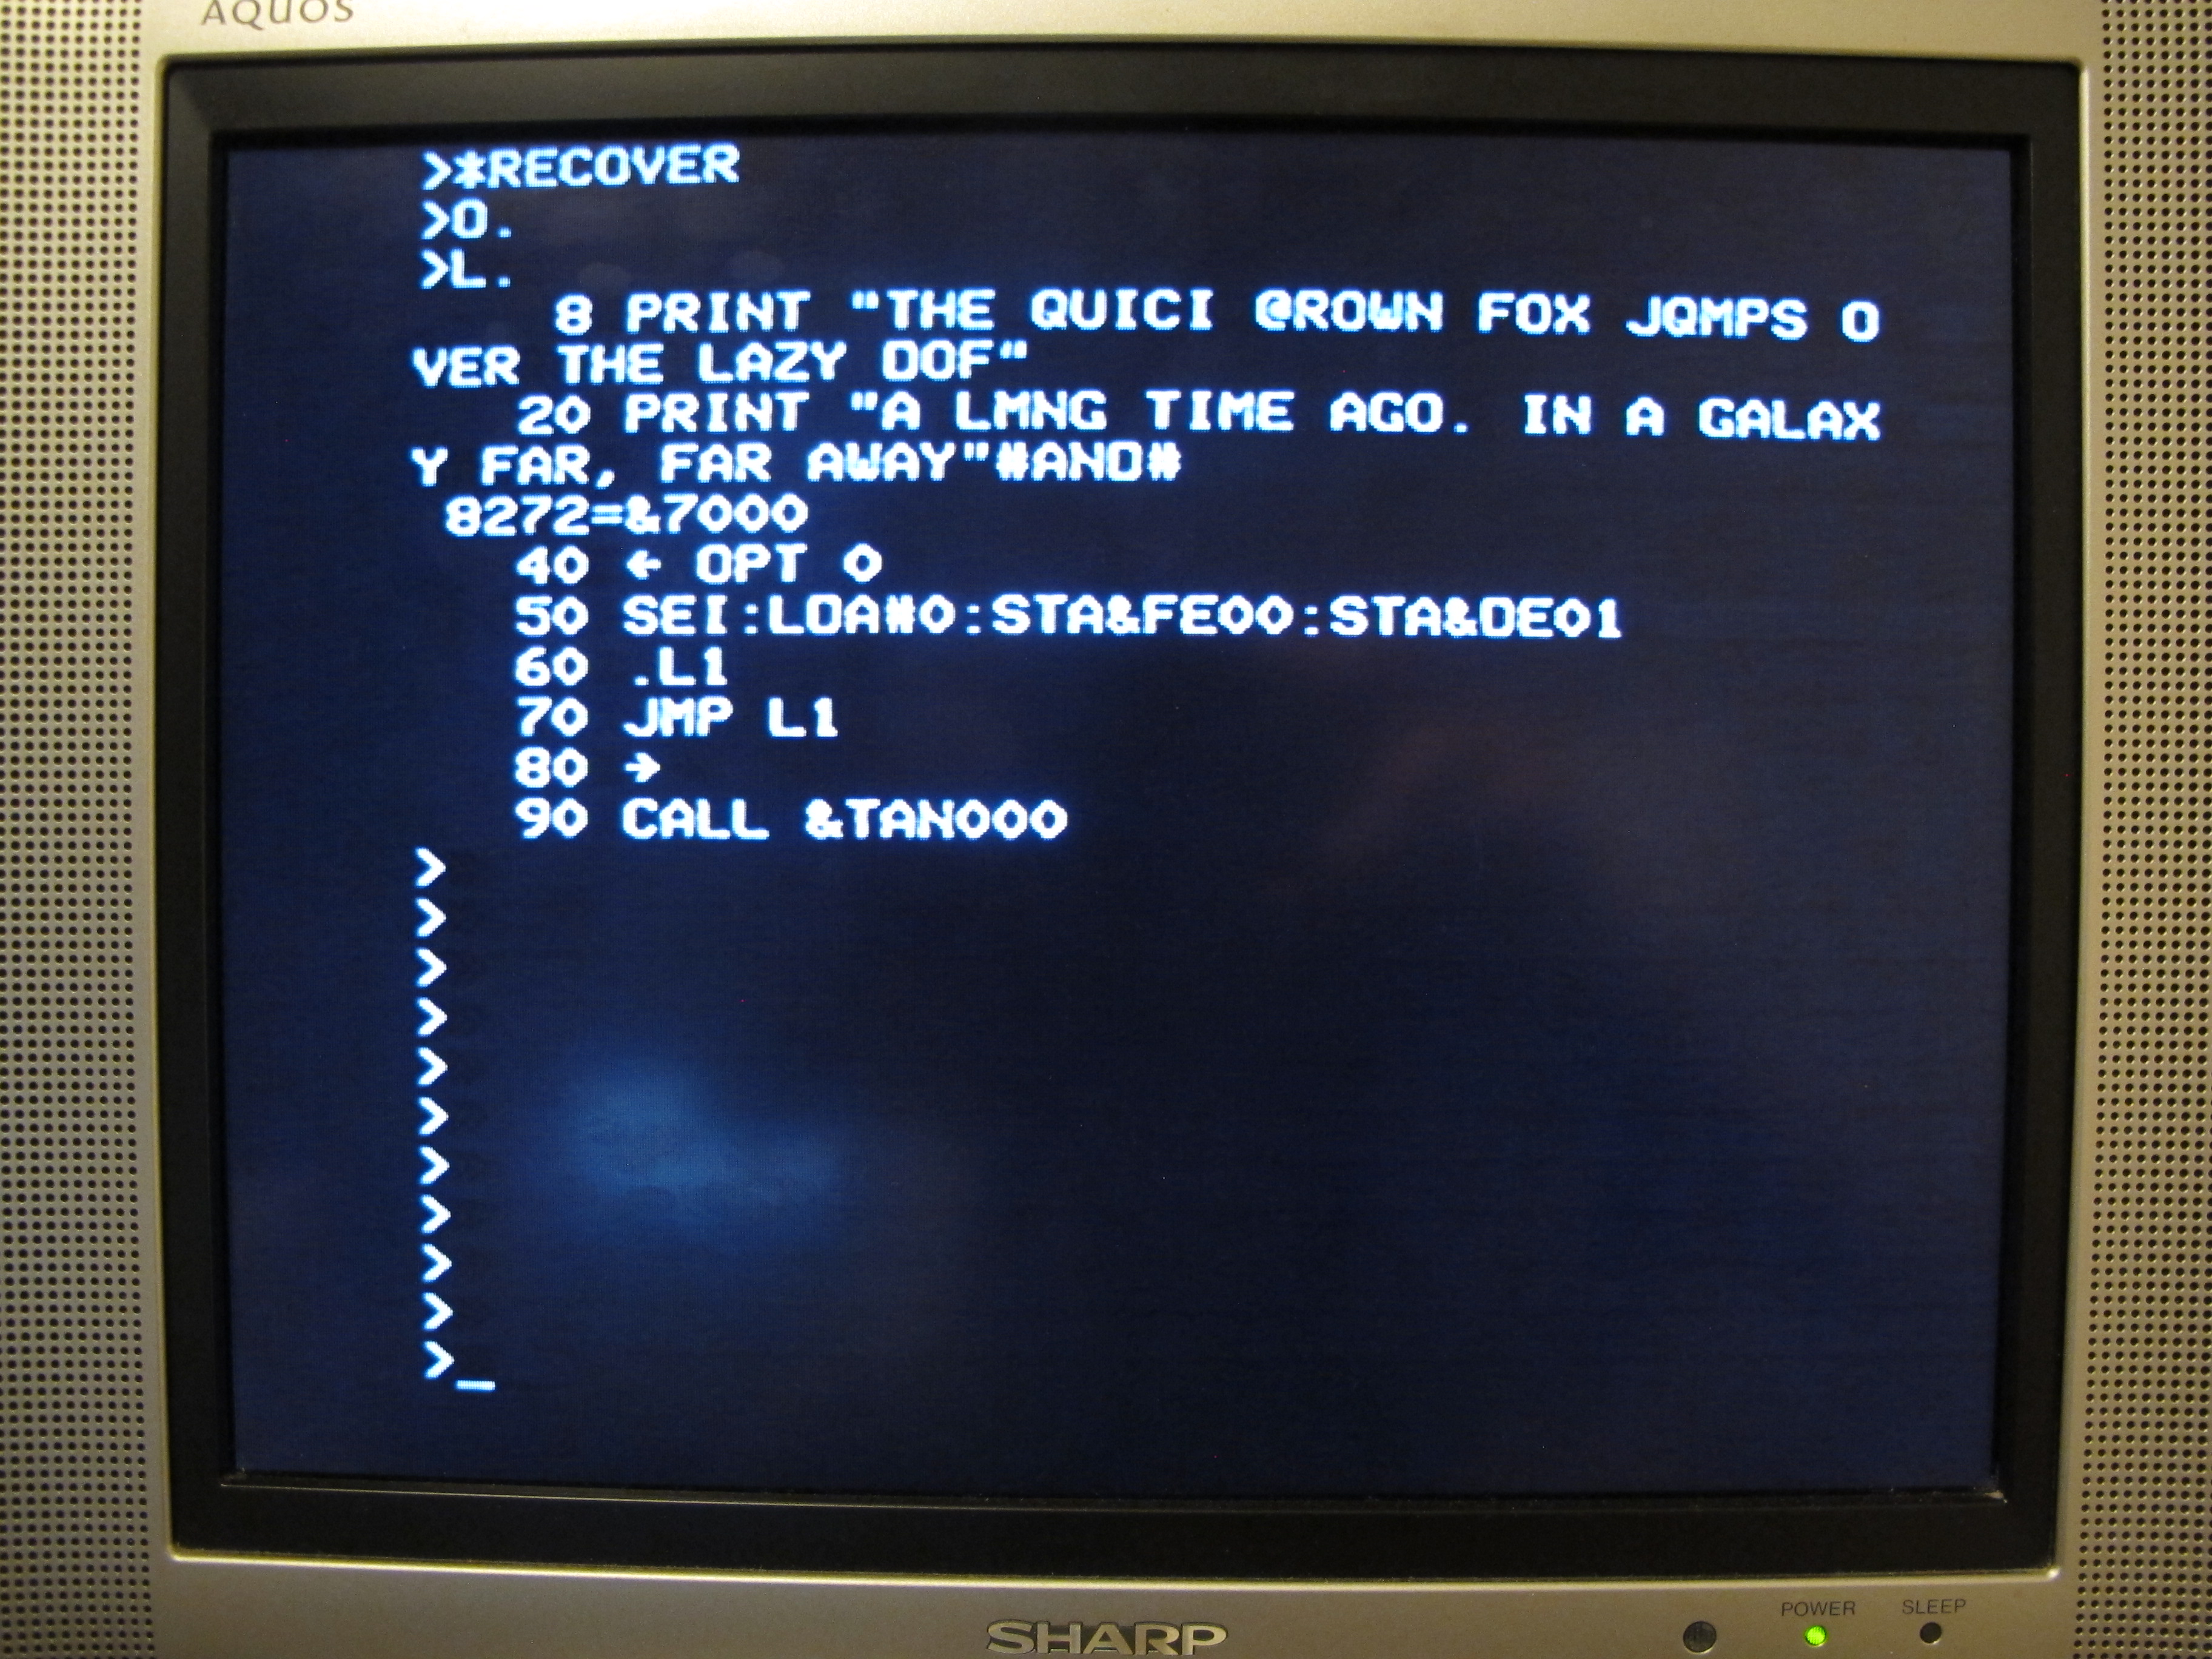 AQUOS
>*RECOVER
>O.
>L.
8 PRINT "THE QUICI @ROWN FOX JQMPS O
VER THE LAZY DOF"
20 PRINT "A LMNG TIME AGO. IN A GALAX
Y FAR, FAR AWAY"#AND#
8272=&7000
40 ← OPT 0
50 SEI:LDA#0:STA&FE00:STA&DE01
60 .L1
70 JMP L1
80 →
90 CALL &TAN000
>
>
>
>
>
>
>
>
>
>
>_
POWER SLEEP
SHARP